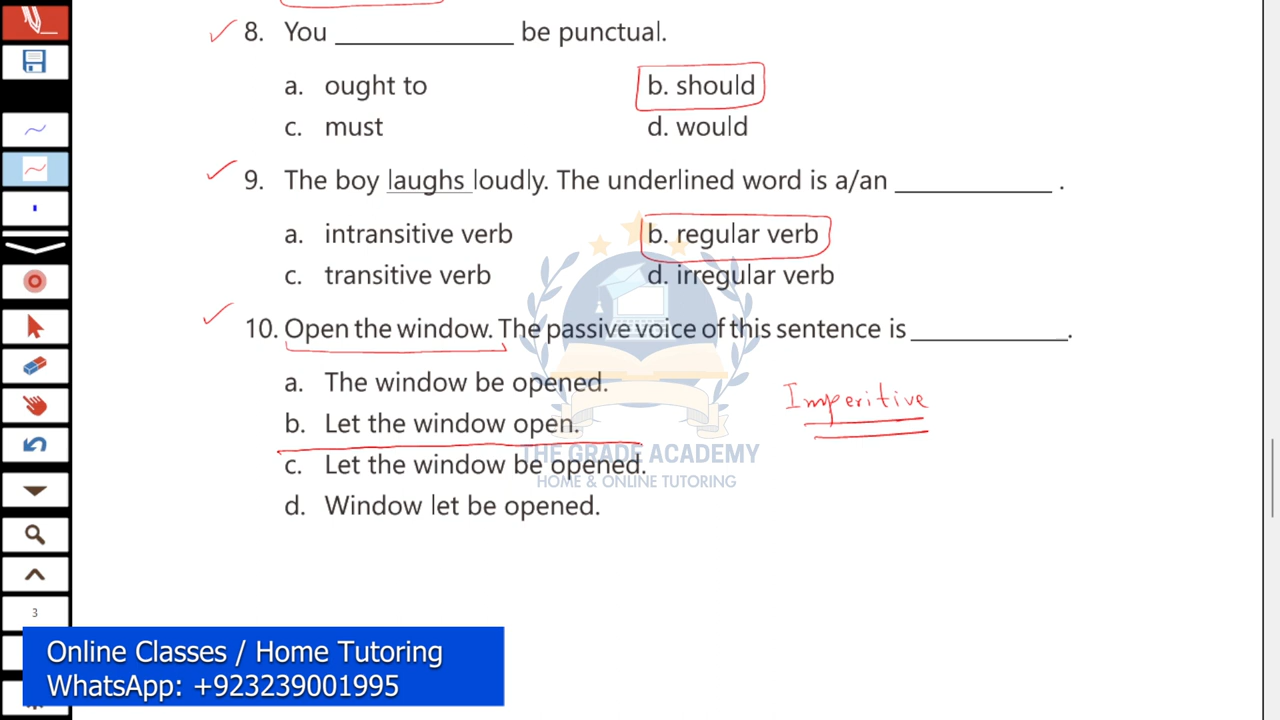 8. You ______________ be punctual.
a. ought to b. should
c. must d. would
9. The boy laughs loudly. The underlined word is a/an ____________ .
a. intransitive verb b. regular verb
c. transitive verb d. irregular verb
10. Open the window. The passive voice of this sentence is ____________.
a. The window be opened.
Imperitive
b. Let the window open.
THE GRADE ACADEMY
c. Let the window be opened.
HOME & ONLINE TUTORING
d. Window let be opened.
3
Online Classes / Home Tutoring
WhatsApp: +923239001995